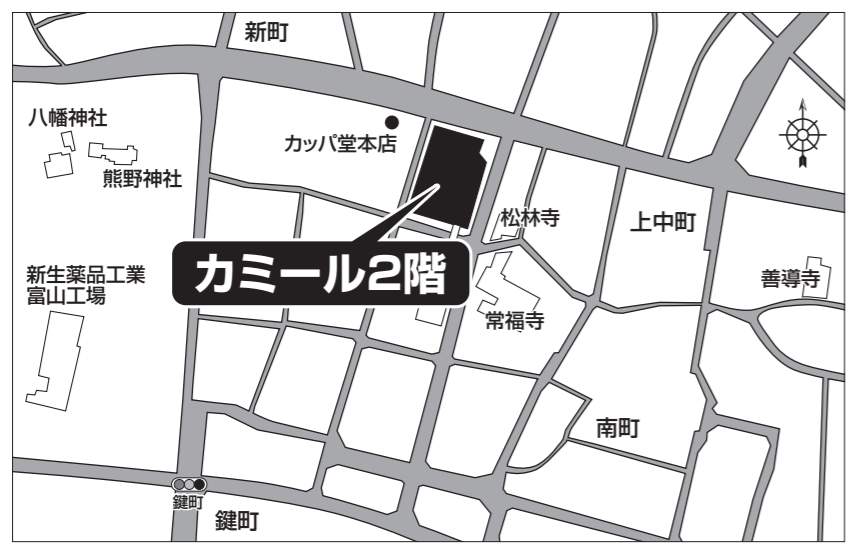 新町
八幡神社
カッパ堂本店
熊野神社
松林寺
上中町
カミール2階
新生薬品工業
富山工場
善導寺
常福寺
南町
鍵町
鍵町